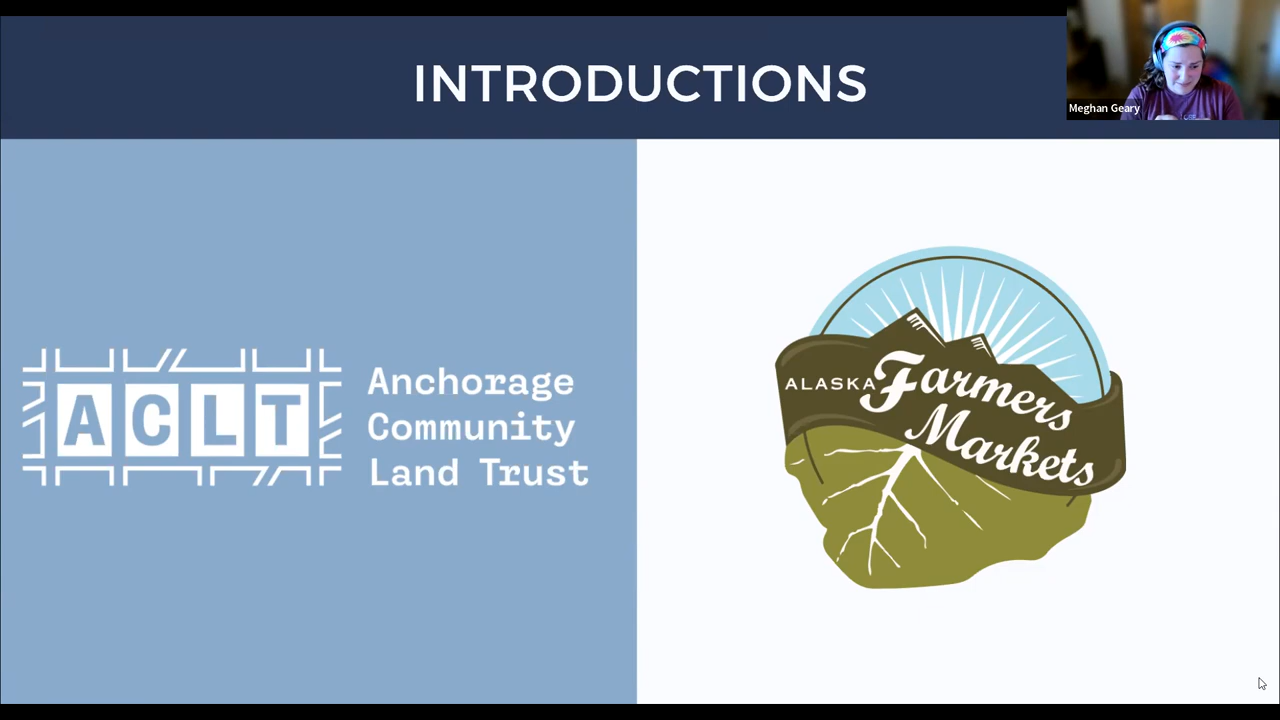 INTRODUCTIONS
Meghan Geary
ACLT
Anchorage
Community
Land Trust
ALASKA Farmers
Markets